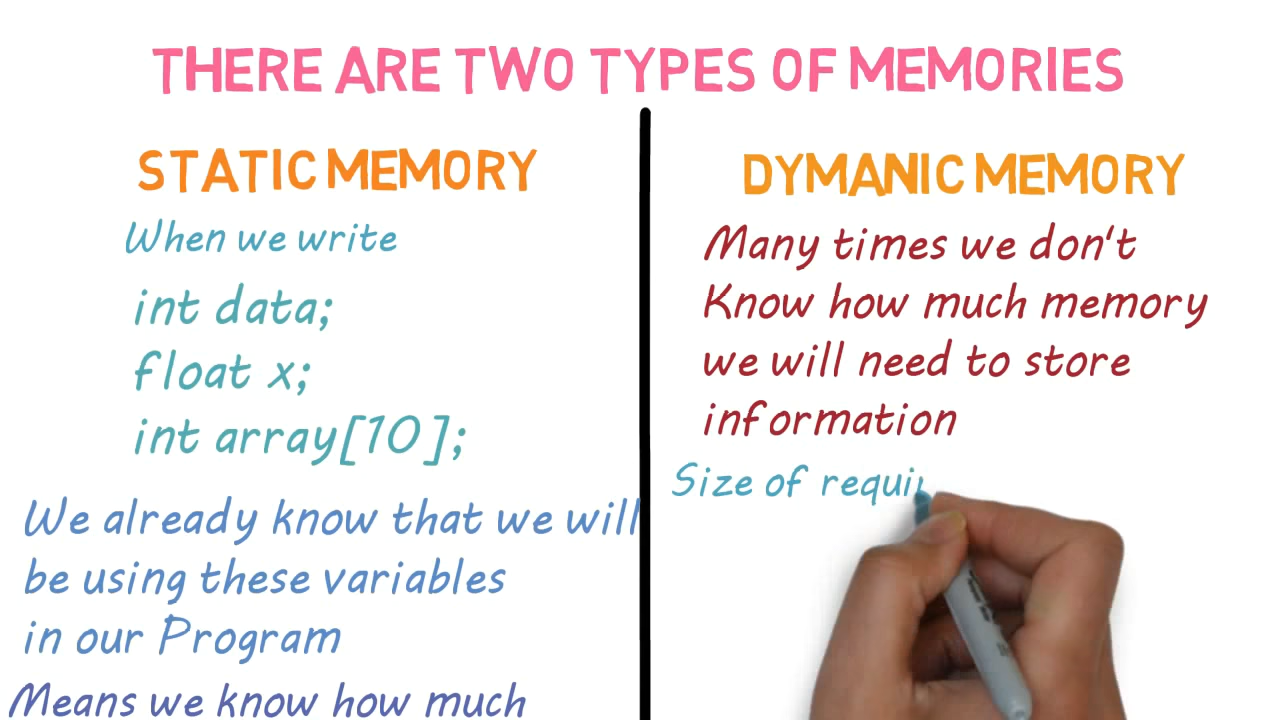 THERE ARE TWO TYPES OF MEMORIES
STATIC MEMORY
When we write
int data;
float x;
int array[10];
We already know that we will
be using these variables
in our Program
Means we know how much
DYMANIC MEMORY
Many times we don't
Know how much memory
we will need to store
information
Size of requi